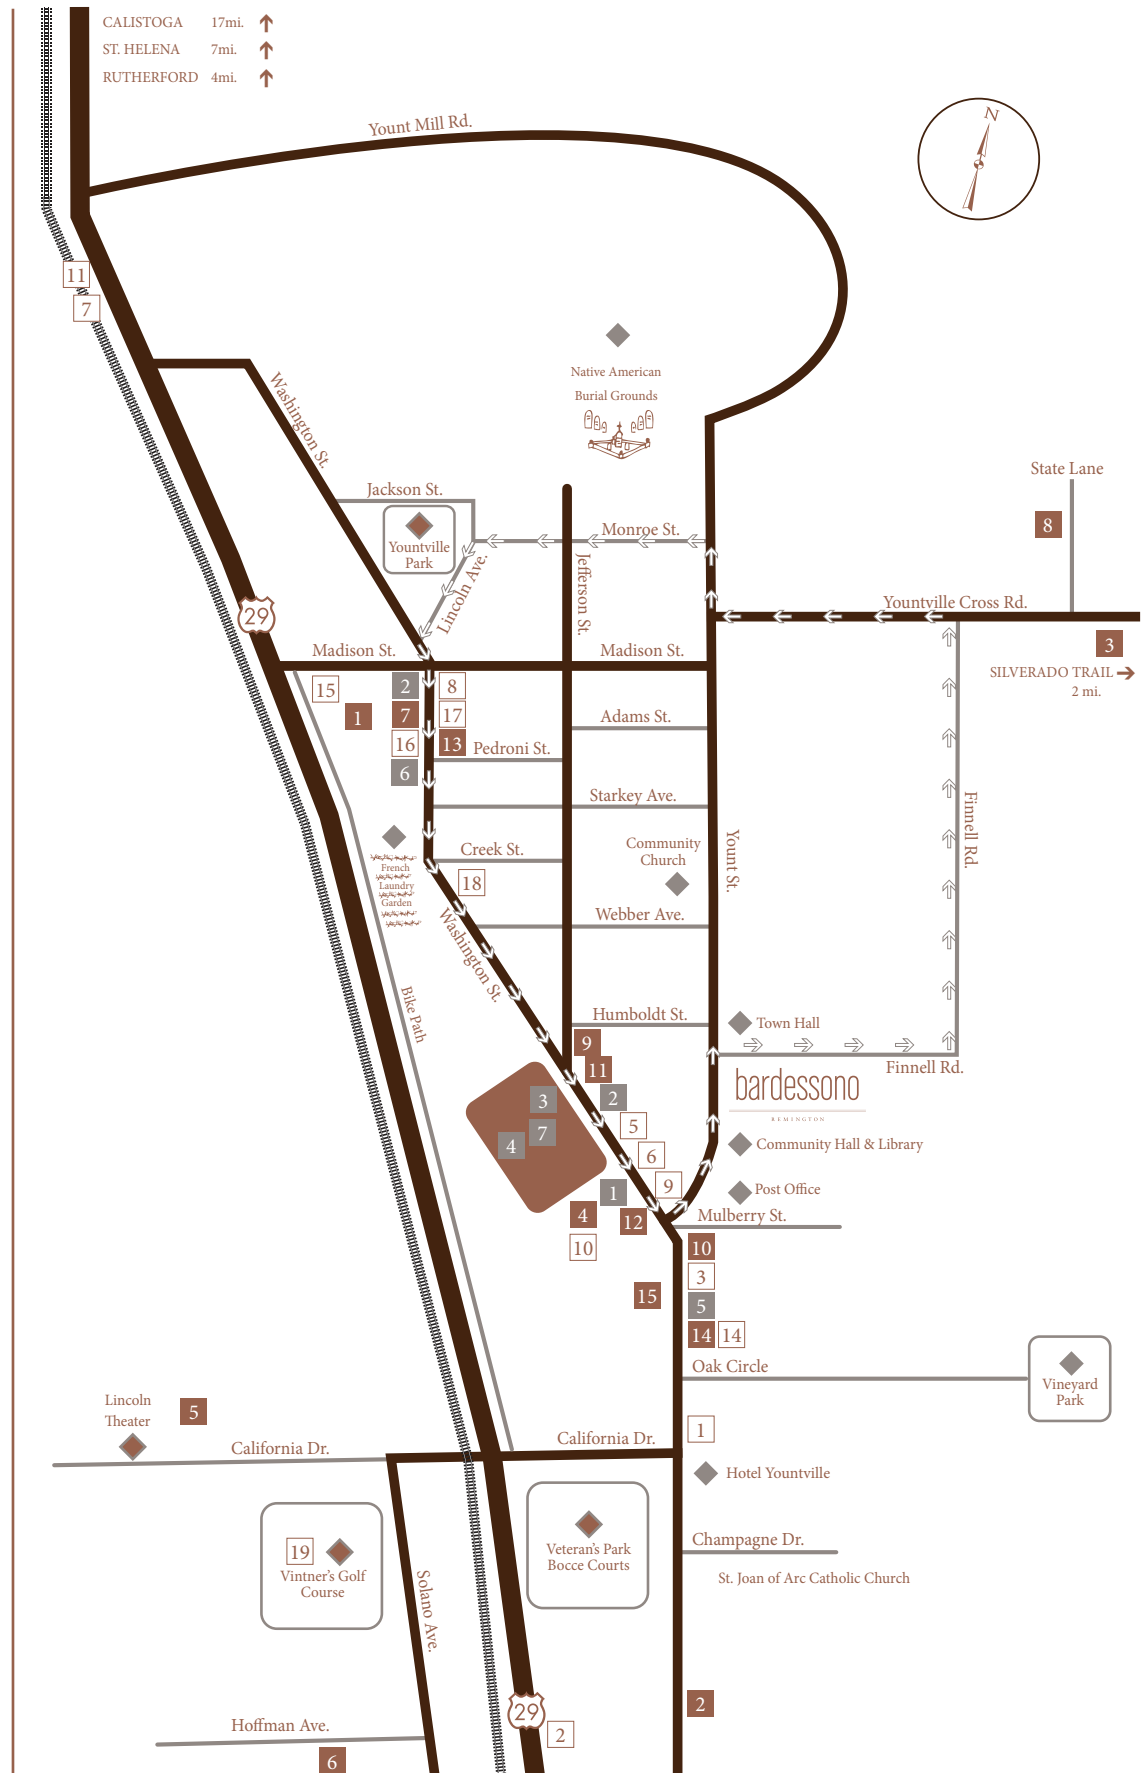 CALISTOGA 17mi.
ST. HELENA 7mi.
RUTHERFORD 4mi.
Yount Mill Rd.
N
11
7
Native American
Burial Grounds
Washington St.
Jackson St.
State Lane
8
Yountville
Park
Monroe St.
Lincoln Ave.
Jefferson St.
Yountville Cross Rd.
29
3
SILVERADO TRAIL
2 mi.
Madison St.
Madison St.
15
1
2
8
7
17
16
13
6
Adams St.
Pedroni St.
Starkey Ave.
Finnell Rd.
Yount St.
Creek St.
Community
Church
French
Laundry
Garden
18
Webber Ave.
Washington St.
Bike Path
Humboldt St.
Town Hall
9
Finnell Rd.
11
bardessono
REMINGTON
3
2
7
5
4
Community Hall & Library
6
9
1
Post Office
4
12
Mulberry St.
10
10
3
15
5
14
14
Oak Circle
Vineyard
Park
Lincoln
Theater
5
1
California Dr.
California Dr.
Hotel Yountville
19
Vintner's Golf
Course
Veteran's Park
Bocce Courts
Champagne Dr.
St. Joan of Arc Catholic Church
Solano Ave.
29
2
2
Hoffman Ave.
6